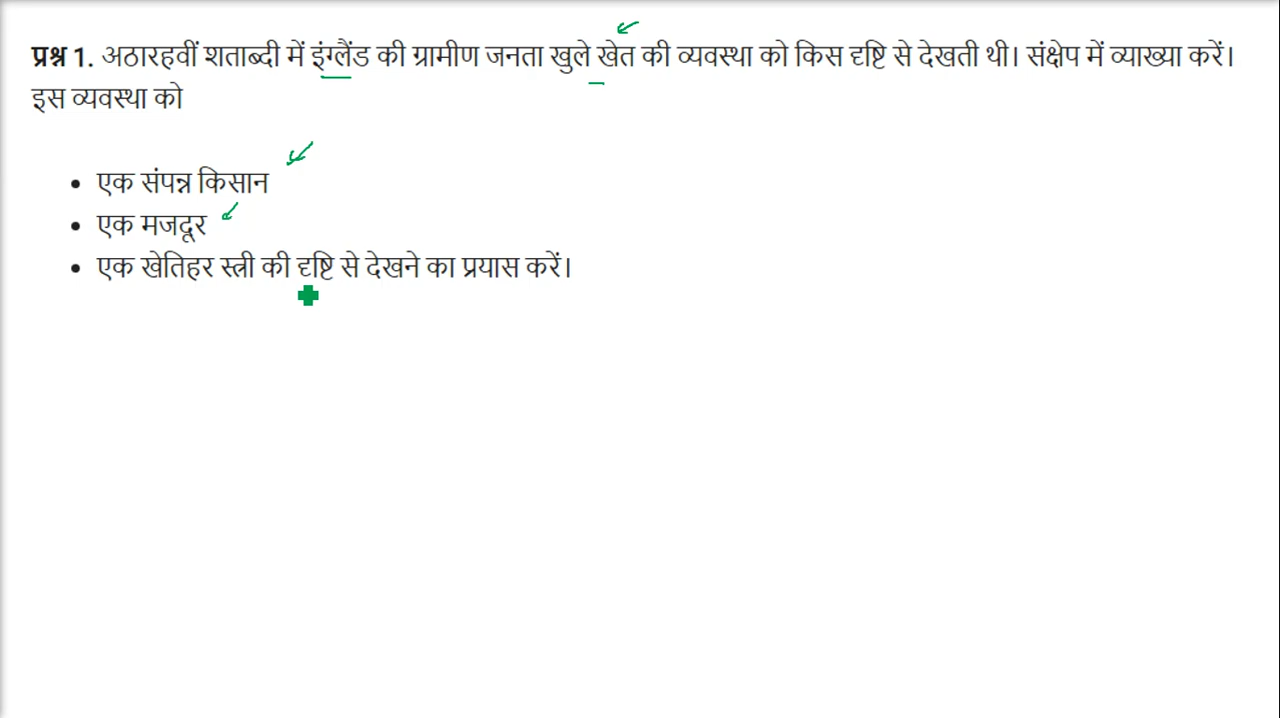 प्रश्न 1. अठारहवीं शताब्दी में इंग्लैंड की ग्रामीण जनता खुले खेत की व्यवस्था को किस दृष्टि से देखती थी। संक्षेप में व्याख्या करें।
इस व्यवस्था को
• एक संपन्न किसान
• एक मजदूर
• एक खेतिहर स्त्री की दृष्टि से देखने का प्रयास करें।